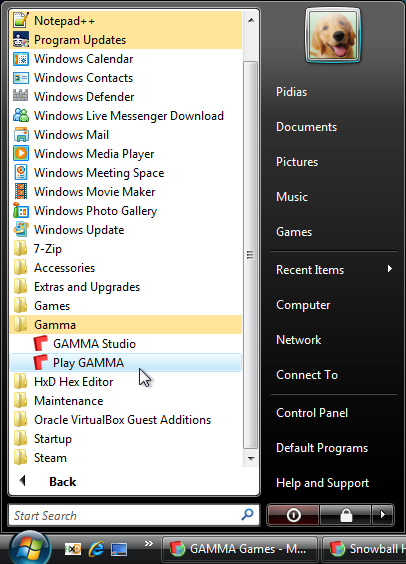 Notepad++
Program Updates
Windows Calendar
Windows Contacts
Windows Defender
Windows Live Messenger Download
Windows Mail
Windows Media Player
Windows Meeting Space
Windows Movie Maker
Windows Photo Gallery
Windows Update
7-Zip
Accessories
Extras and Upgrades
Games
Gamma
GAMMA Studio
Play GAMMA
HxD Hex Editor
Maintenance
Oracle VirtualBox Guest Additions
Startup
Steam
Back
Start Search
Pidias
Documents
Pictures
Music
Games
Recent Items
Computer
Network
Connect To
Control Panel
Default Programs
Help and Support
GAMMA Games - M...
Snowball H